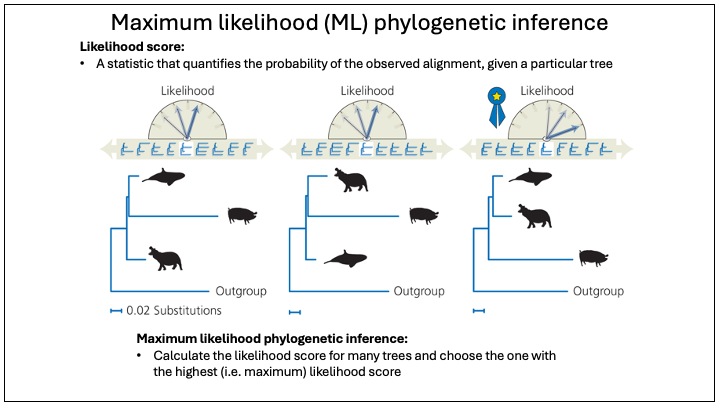 Maximum likelihood (ML) phylogenetic inference
Likelihood score:
• A statistic that quantifies the probability of the observed alignment, given a particular tree
Likelihood
Likelihood
Likelihood
Outgroup
Outgroup
Outgroup
0.02 Substitutions
Maximum likelihood phylogenetic inference:
• Calculate the likelihood score for many trees and choose the one with
the highest (i.e. maximum) likelihood score